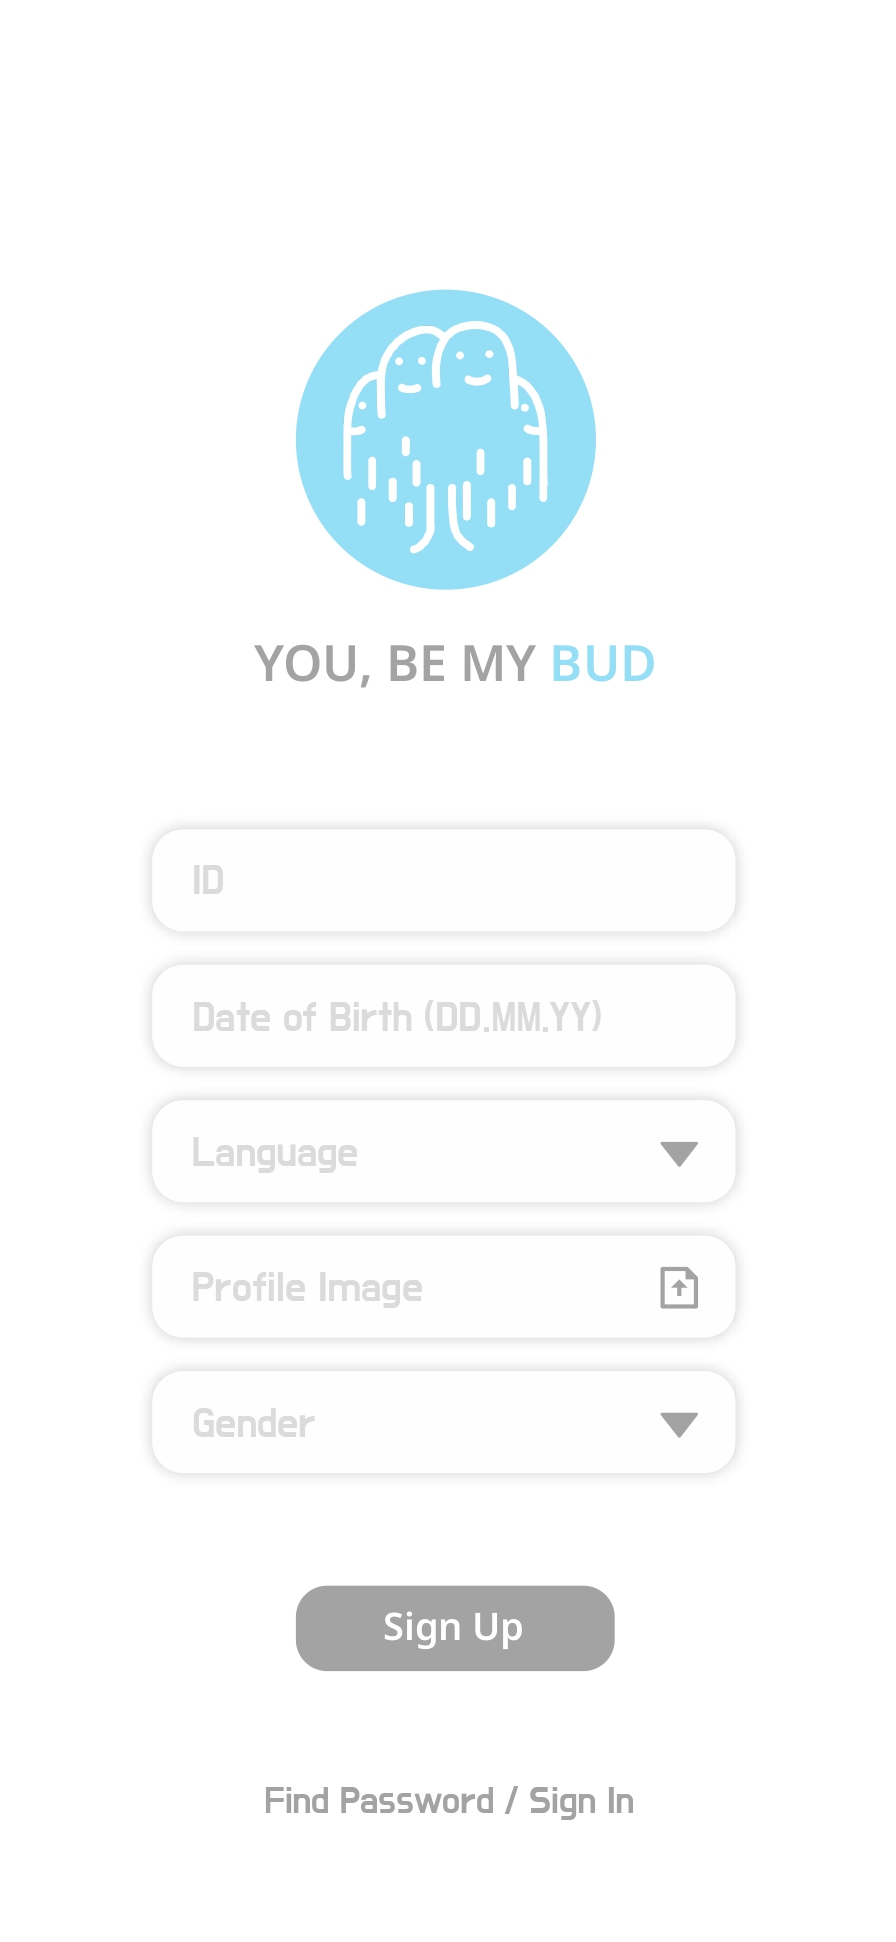 YOU, BE MY BUD
ID
Date of Birth (DD.MM.YY)
Language
Profile Image
Gender
Sign Up
Find Password / Sign In